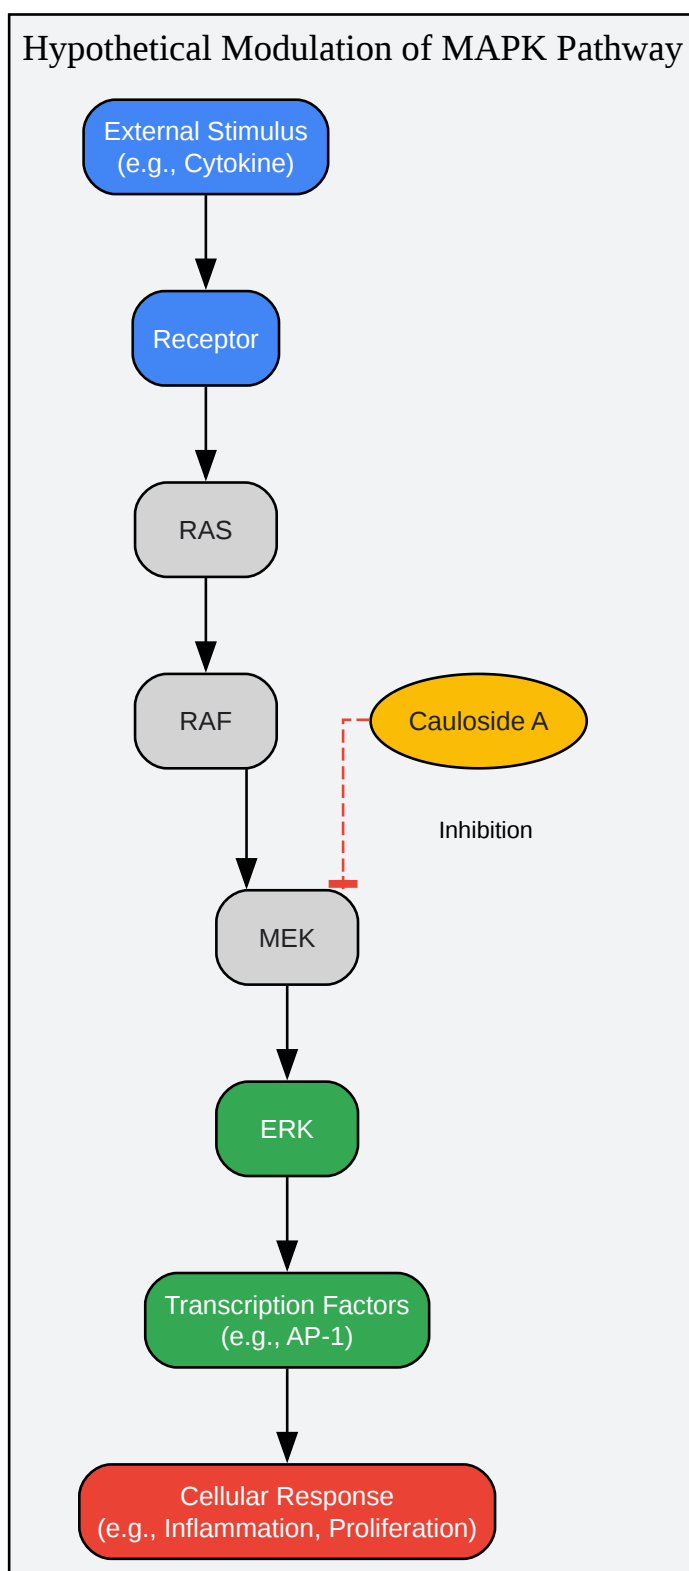 Hypothetical Modulation of MAPK Pathway
External Stimulus
(e.g., Cytokine)
Receptor
RAS
RAF
Cauloside A
Inhibition
MEK
ERK
Transcription Factors
(e.g., AP-1)
Cellular Response
(e.g., Inflammation, Proliferation)